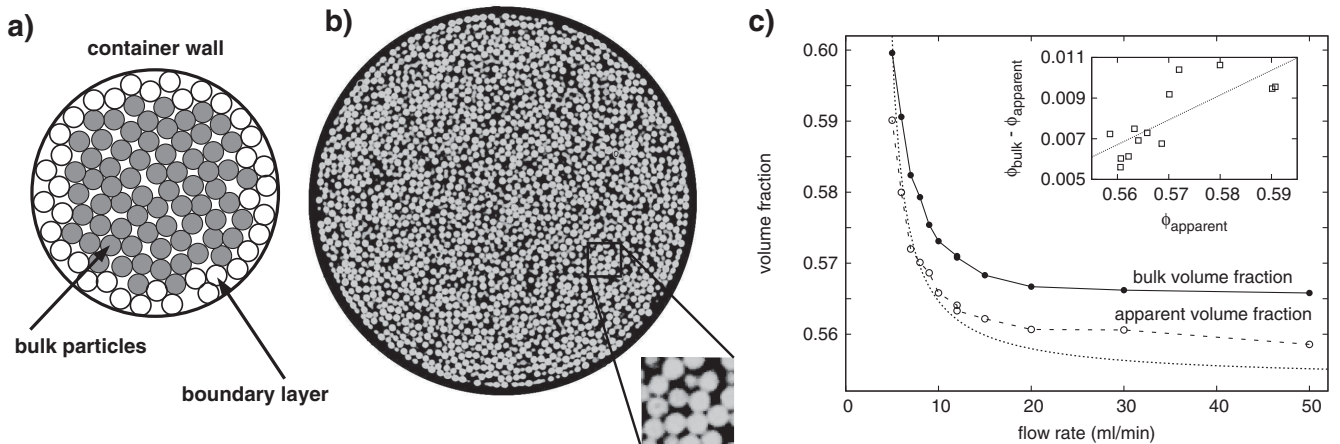 a)
container wall
bulk particles
boundary layer
b)
c)
0.60
0.59
0.58
0.57
0.56
volume fraction
0 10 20 30 40 50
flow rate (ml/min)
bulk volume fraction
apparent volume fraction
0.011
0.009
0.007
0.005
ϕbulk - ϕapparent
0.56 0.57 0.58 0.59
ϕapparent